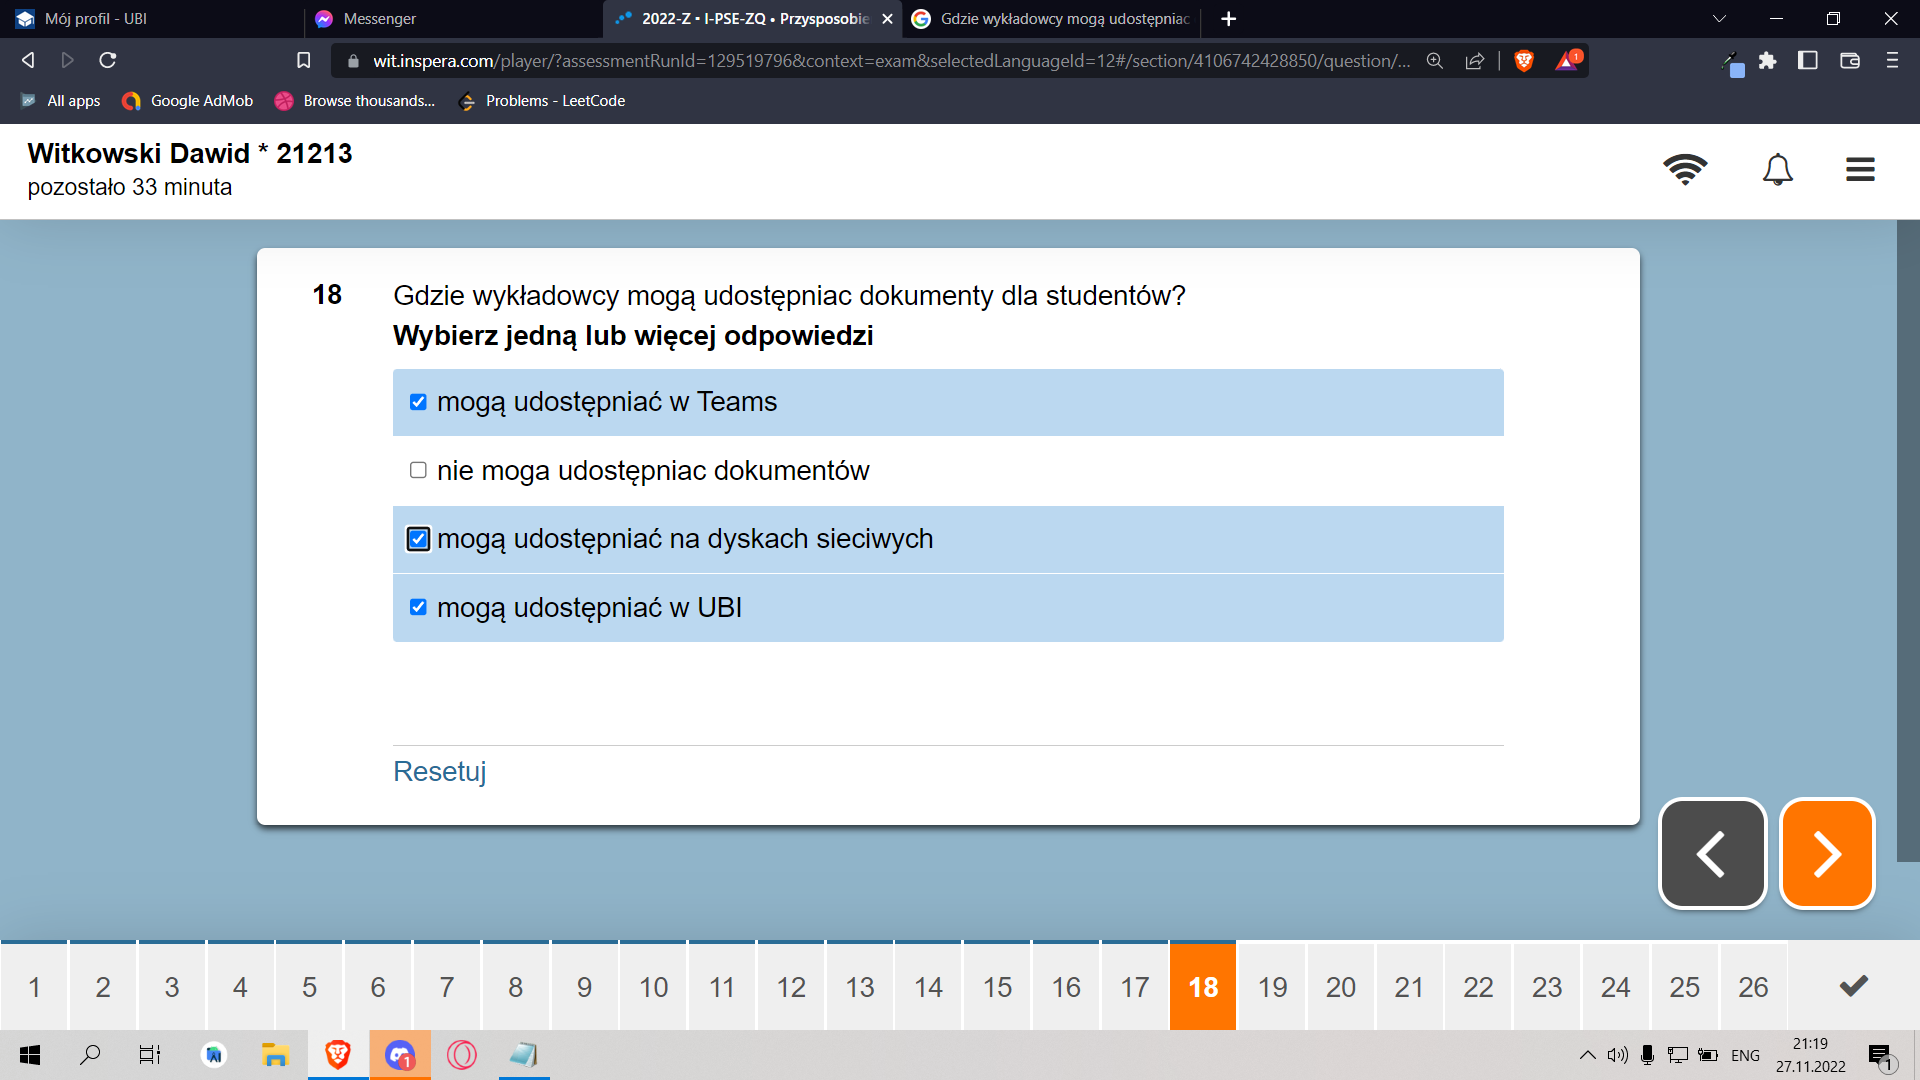 Mój profil - UBI
Messenger
2022-Z • I-PSE-ZQ • Przysposobie
Gdzie wykładowcy mogą udostępniac
wit.inspera.com/player/?assessmentRunId=129519796&context=exam&selectedLanguageId=12#/section/4106742428850/question/...
1
All apps
Google AdMob
Browse thousands...
Problems - LeetCode
Witkowski Dawid * 21213
pozostało 33 minuta
18
Gdzie wykładowcy mogą udostępniac dokumenty dla studentów?
Wybierz jedną lub więcej odpowiedzi
mogą udostępniać w Teams
nie moga udostępniac dokumentów
mogą udostępniać na dyskach sieciwych
mogą udostępniać w UBI
Resetuj
1 2 3 4 5 6 7 8 9 10 11 12 13 14 15 16 17 18 19 20 21 22 23 24 25 26
1
ENG
21:19
27.11.2022
1